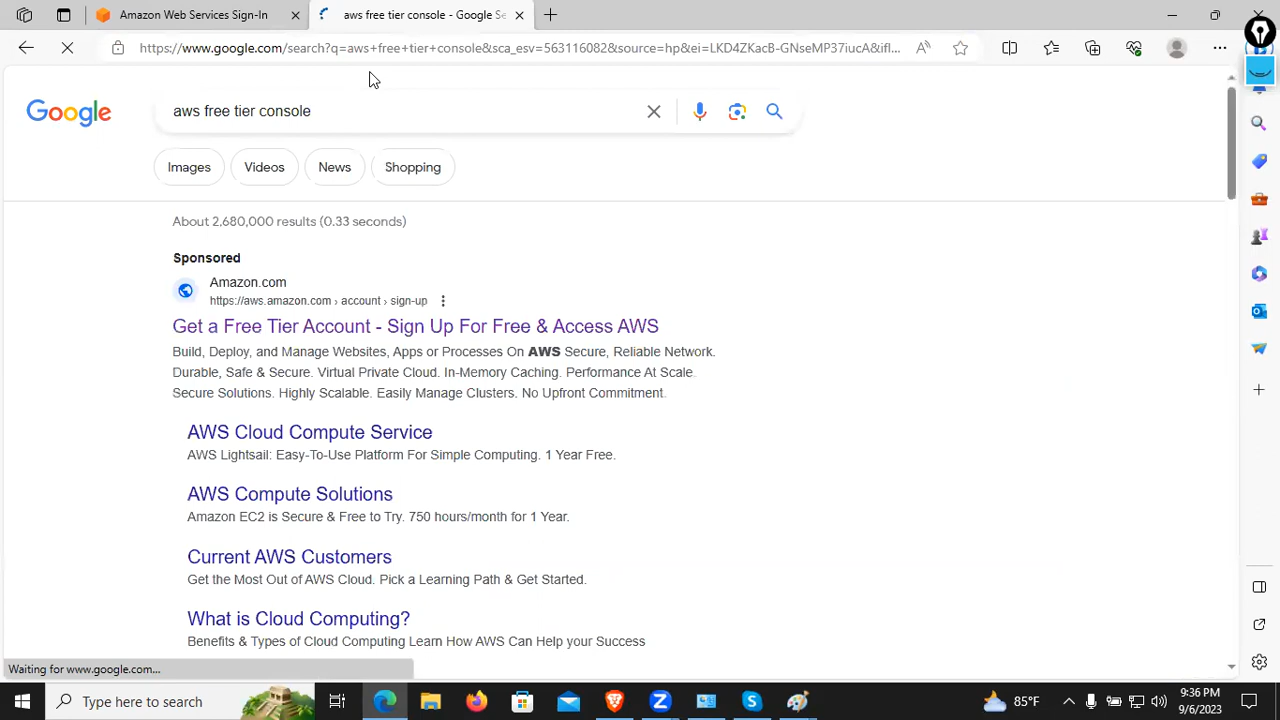 Amazon Web Services Sign-In
aws free tier console - Google Se
https://www.google.com/search?q=aws+free+tier+console&sca_esv=563116082&source=hp&ei=LKD4ZKacB-GNseMP37iucA&ifl...
Google
aws free tier console
Images
Videos
News
Shopping
About 2,680,000 results (0.33 seconds)
Sponsored
Amazon.com
https://aws.amazon.com › account › sign-up
Get a Free Tier Account - Sign Up For Free & Access AWS
Build, Deploy, and Manage Websites, Apps or Processes On AWS Secure, Reliable Network.
Durable, Safe & Secure. Virtual Private Cloud. In-Memory Caching. Performance At Scale.
Secure Solutions. Highly Scalable. Easily Manage Clusters. No Upfront Commitment.
AWS Cloud Compute Service
AWS Lightsail: Easy-To-Use Platform For Simple Computing. 1 Year Free.
AWS Compute Solutions
Amazon EC2 is Secure & Free to Try. 750 hours/month for 1 Year.
Current AWS Customers
Get the Most Out of AWS Cloud. Pick a Learning Path & Get Started.
What is Cloud Computing?
Benefits & Types of Cloud Computing Learn How AWS Can Help your Success
Waiting for www.google.com...
Type here to search
85°F
9:36 PM
9/6/2023